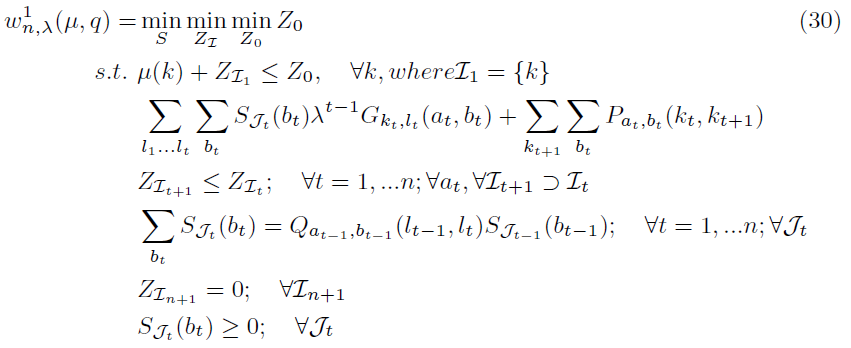 w^1_{n,λ}(μ, q) = min_S min_{Z_ℐ} min_{Z_0} Z_0 (30)
s.t. μ(k) + Z_{ℐ_1} ≤ Z_0, ∀k, whereℐ_1 = {k}
∑_{l_1...l_t} ∑_{b_t} S_{𝒥_t}(b_t)λ^{t−1}G_{k_t,l_t}(a_t, b_t) + ∑_{k_{t+1}} ∑_{b_t} P_{a_t,b_t}(k_t, k_{t+1})
Z_{ℐ_{t+1}} ≤ Z_{ℐ_t}; ∀t = 1, ...n; ∀a_t, ∀ℐ_{t+1} ⊃ ℐ_t
∑_{b_t} S_{𝒥_t}(b_t) = Q_{a_{t−1},b_{t−1}}(l_{t−1}, l_t)S_{𝒥_{t−1}}(b_{t−1}); ∀t = 1, ...n; ∀𝒥_t
Z_{ℐ_{n+1}} = 0; ∀ℐ_{n+1}
S_{𝒥_t}(b_t) ≥ 0; ∀𝒥_t